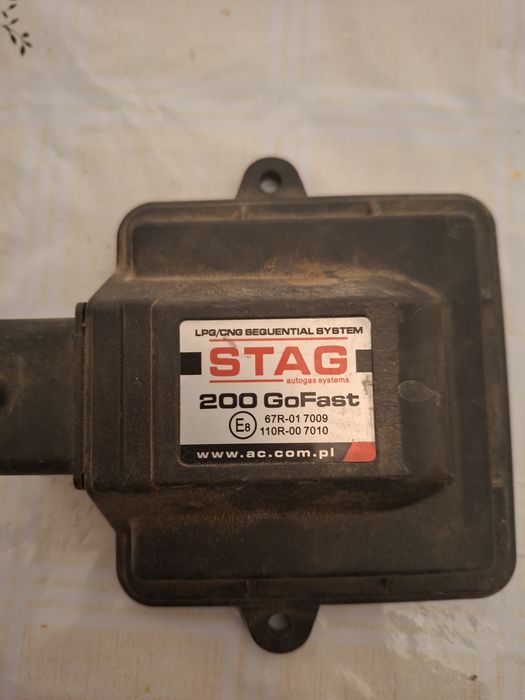 LPG/CNG SEQUENTIAL SYSTEM
STAG
autogas systems
200 GoFast
E8 67R-01 7009
110R-00 7010
www.ac.com.pl